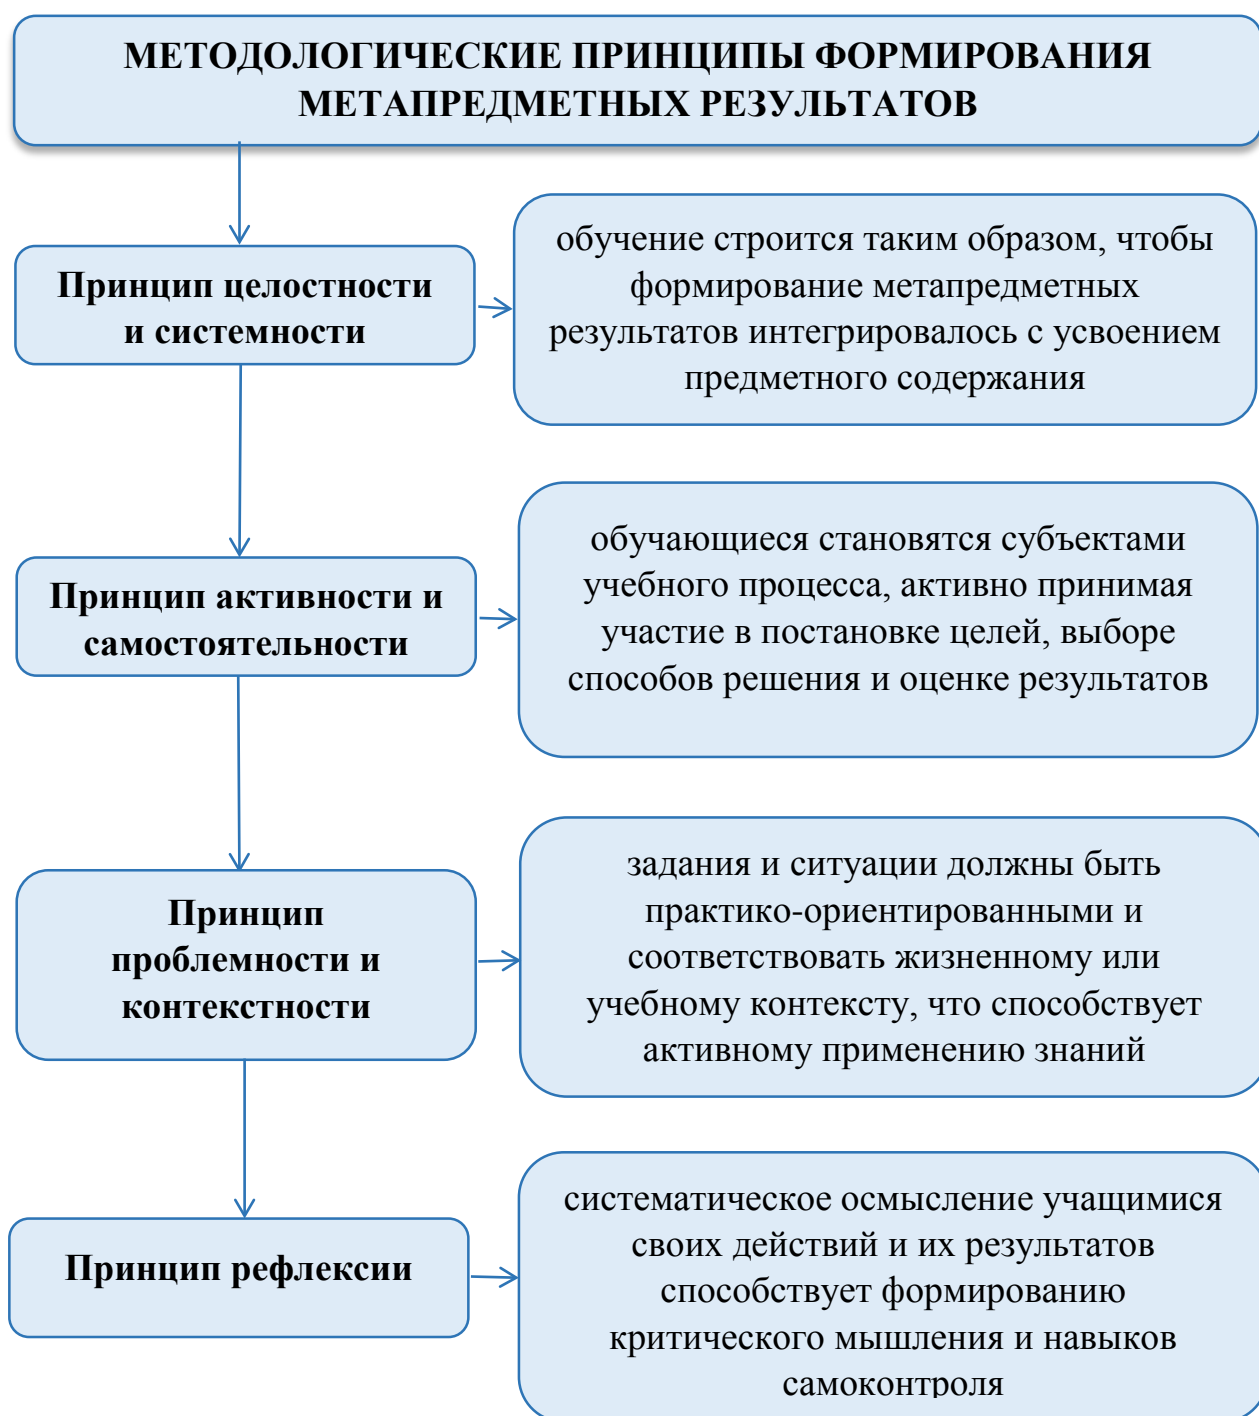 МЕТОДОЛОГИЧЕСКИЕ ПРИНЦИПЫ ФОРМИРОВАНИЯ
МЕТАПРЕДМЕТНЫХ РЕЗУЛЬТАТОВ
Принцип целостности
и системности
обучение строится таким образом, чтобы
формирование метапредметных
результатов интегрировалось с усвоением
предметного содержания
Принцип активности и
самостоятельности
обучающиеся становятся субъектами
учебного процесса, активно принимая
участие в постановке целей, выборе
способов решения и оценке результатов
Принцип
проблемности и
контекстности
задания и ситуации должны быть
практико-ориентированными и
соответствовать жизненному или
учебному контексту, что способствует
активному применению знаний
Принцип рефлексии
систематическое осмысление учащимися
своих действий и их результатов
способствует формированию
критического мышления и навыков
самоконтроля